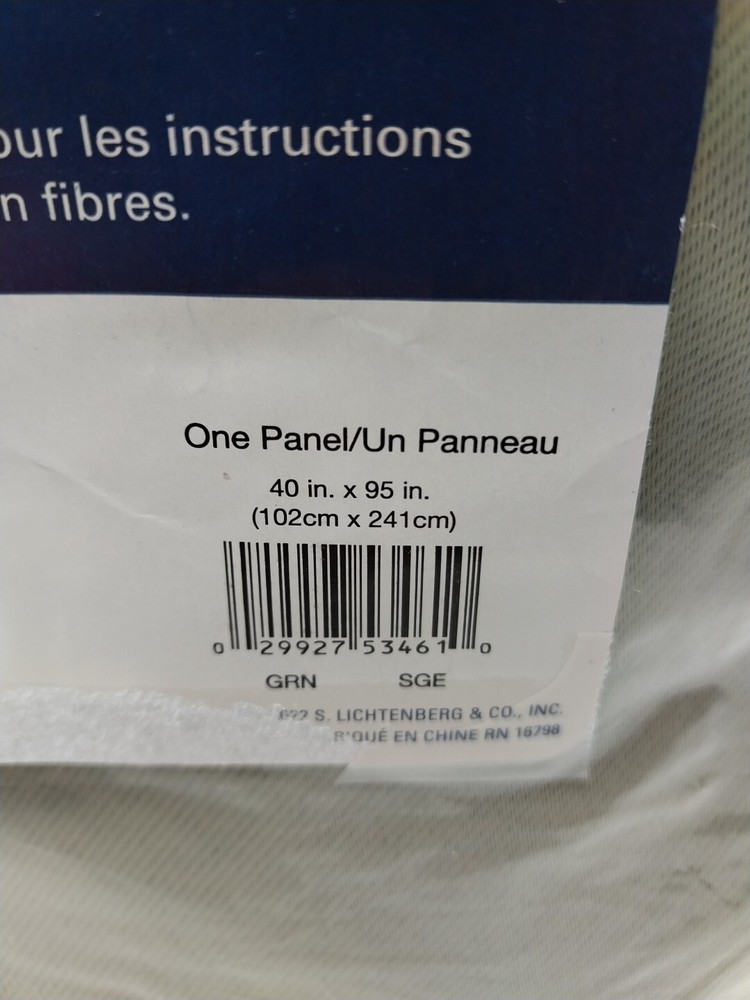 our les instructions
n fibres.
One Panel/Un Panneau
40 in. x 95 in.
(102cm x 241cm)
0 29927 53461 0
GRN SGE
S. LICHTENBERG & CO., INC.
EN CHINE RN 16798